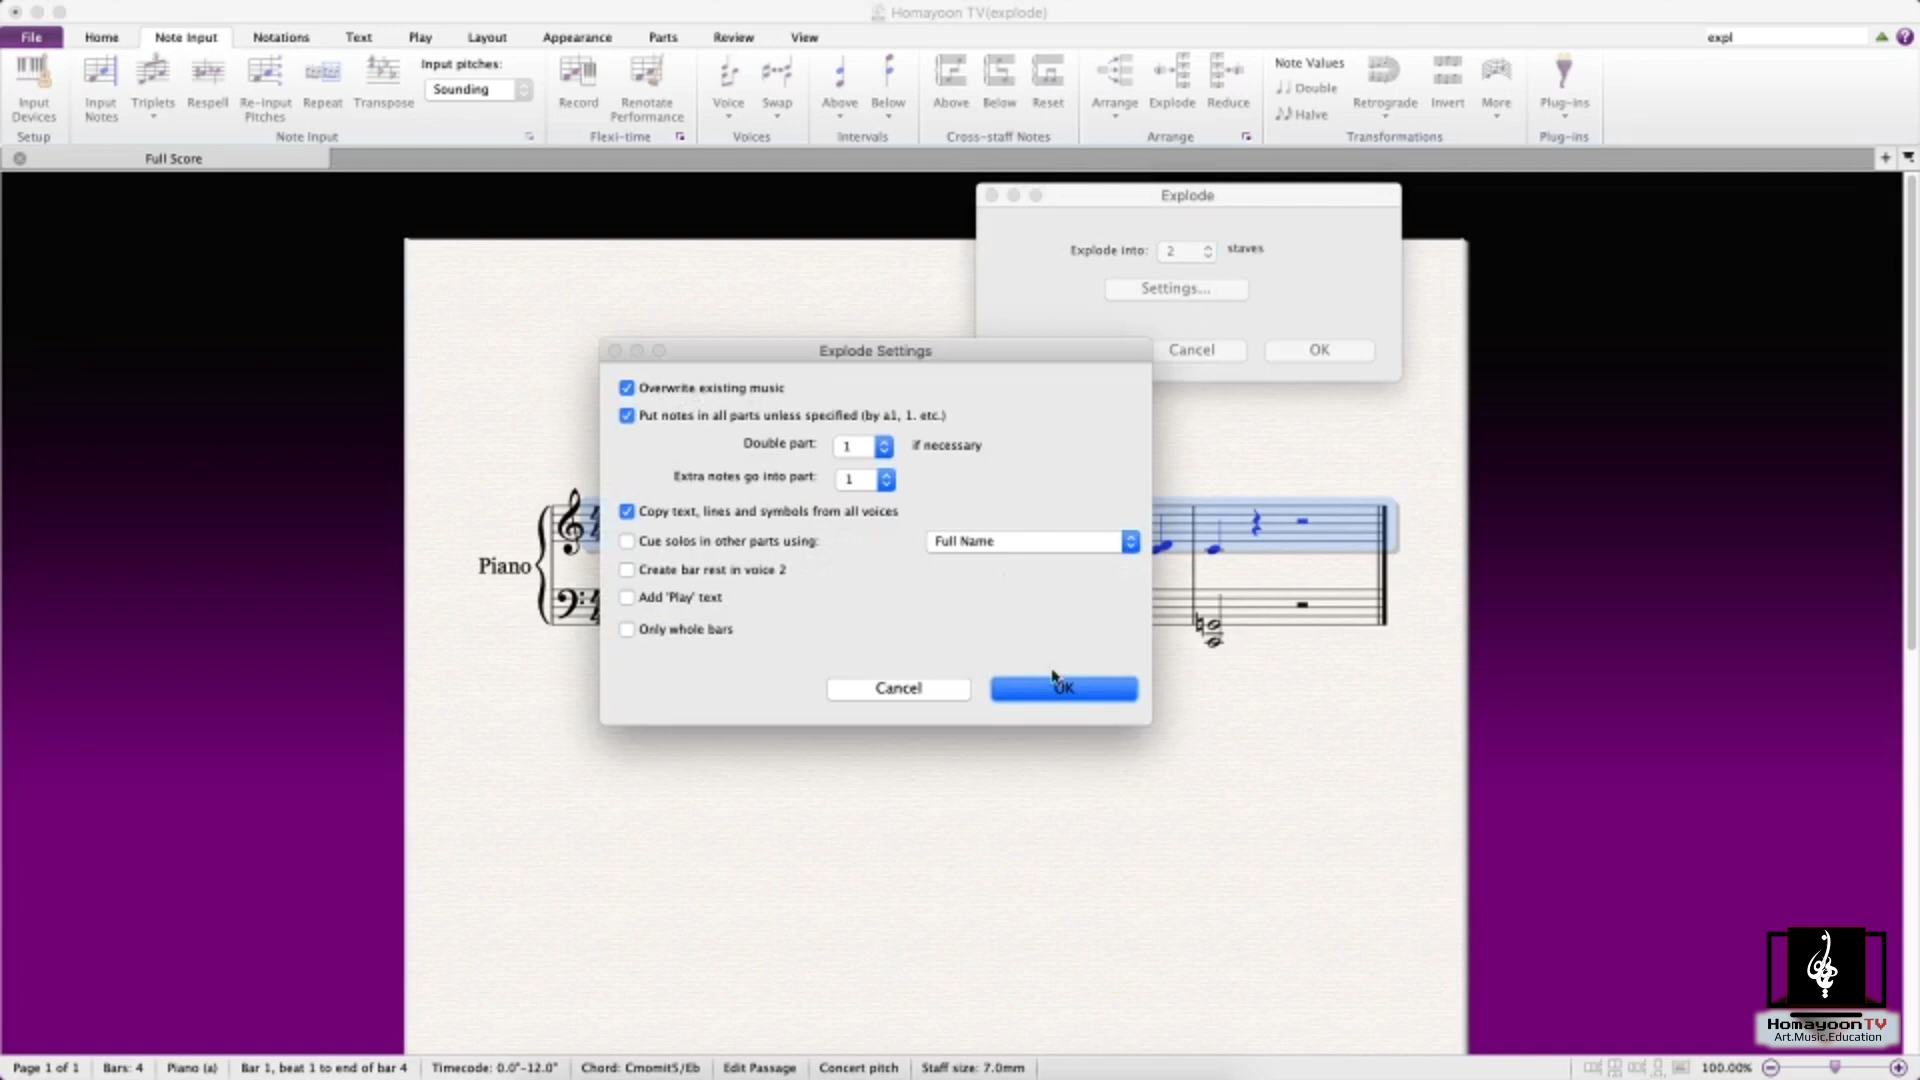 Homayoon TV(explode)
File Home Note Input Notations Text Play Layout Appearance Parts Review View expl
Input pitches:
Sounding
Input Devices
Input Notes
Triplets
Respell
Re-Input Pitches
Repeat
Transpose
Record
Renotate Performance
Voice
Swap
Above
Below
Above
Below
Reset
Arrange
Explode
Reduce
Note Values
Double
Halve
Retrograde
Invert
More
Plug-ins
Setup
Note Input
Flexi-time
Voices
Intervals
Cross-staff Notes
Arrange
Transformations
Plug-ins
Full Score
Explode
Explode into: 2 staves
Settings...
Cancel OK
Explode Settings
Overwrite existing music
Put notes in all parts unless specified (by a1, 1. etc.)
Double part: 1 if necessary
Extra notes go into part: 1
Copy text, lines and symbols from all voices
Cue solos in other parts using: Full Name
Create bar rest in voice 2
Add 'Play' text
Only whole bars
Cancel OK
Piano
HomayoonTV
Art.Music.Education
Page 1 of 1 Bars: 4 Piano (a) Bar 1, beat 1 to end of bar 4 Timecode: 0.0"-12.0" Chord: Cmomit5/Eb Edit Passage Concert pitch Staff size: 7.0mm 100.00%